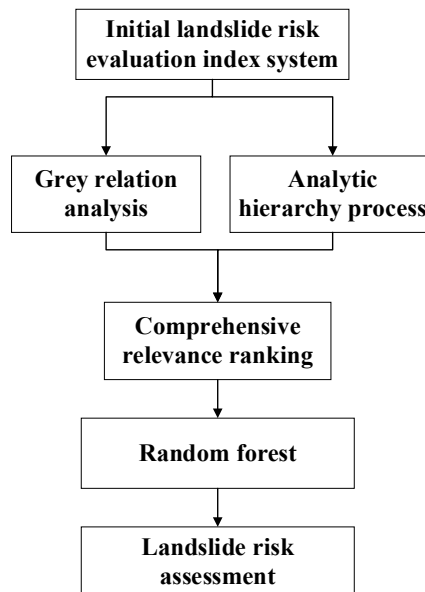 Initial landslide risk
evaluation index system
Grey relation
analysis
Analytic
hierarchy process
Comprehensive
relevance ranking
Random forest
Landslide risk
assessment